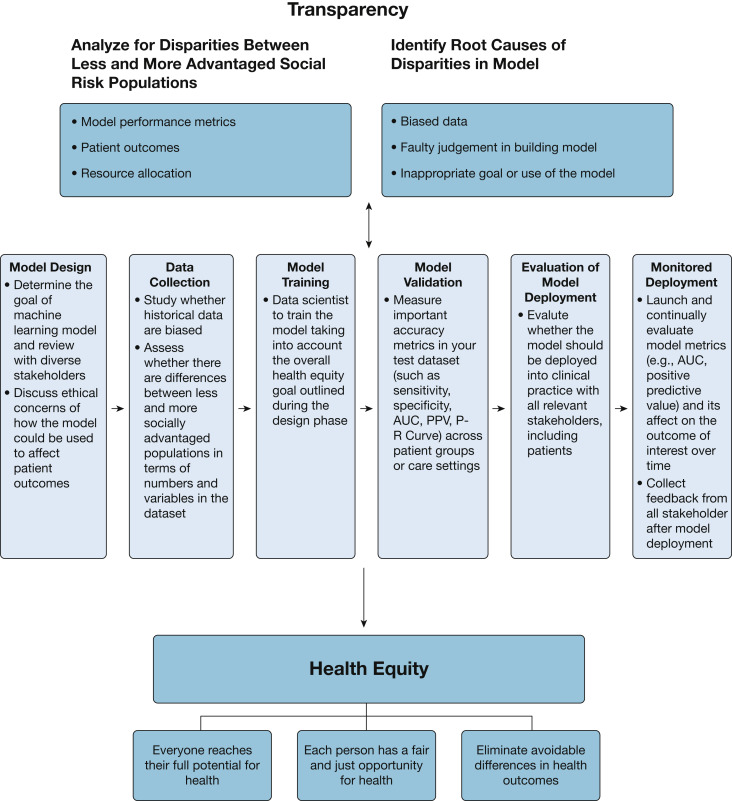 Transparency
Analyze for Disparities Between
Less and More Advantaged Social
Risk Populations
Identify Root Causes of
Disparities in Model
• Model performance metrics
• Patient outcomes
• Resource allocation
• Biased data
• Faulty judgement in building model
• Inappropriate goal or use of the model
Model Design
• Determine the
goal of
machine
learning model
and review
with diverse
stakeholders
• Discuss ethical
concerns of
how the model
could be used
to affect
patient
outcomes
Data
Collection
• Study whether
historical data
are biased
• Assess
whether there
are differences
between less
and more
socially
advantaged
populations in
terms of
numbers and
variables in the
dataset
Model
Training
• Data scientist
to train the
model taking
into account
the overall
health equity
goal outlined
during the
design phase
Model
Validation
• Measure
important
accuracy
metrics in your
test dataset
(such as
sensitivity,
specificity,
AUC, PPV, P-
R Curve) across
patient groups
or care settings
Evaluation of
Model
Deployment
• Evalute
whether the
model should
be deployed
into clinical
practice with
all relevant
stakeholders,
including
patients
Monitored
Deployment
• Launch and
continually
evaluate
model metrics
(e.g., AUC,
positive
predictive
value) and its
affect on the
outcome of
interest over
time
• Collect
feedback from
all stakeholder
after model
deployment
Health Equity
Everyone reaches
their full potential for
health
Each person has a fair
and just opportunity
for health
Eliminate avoidable
differences in health
outcomes